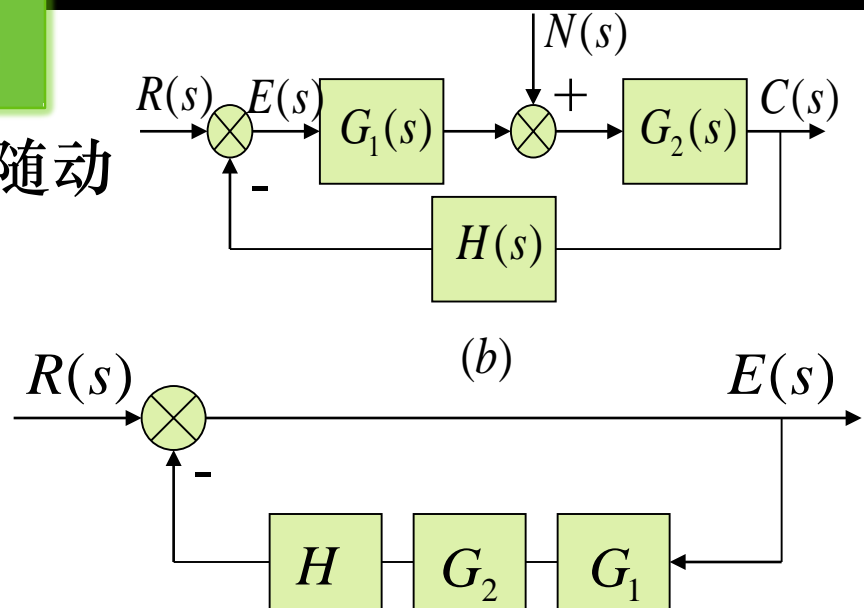 N(s)
R(s) E(s) G₁(s) + G₂(s) C(s)
随动
-
H(s)
(b)
R(s) E(s)
-
H G₂ G₁